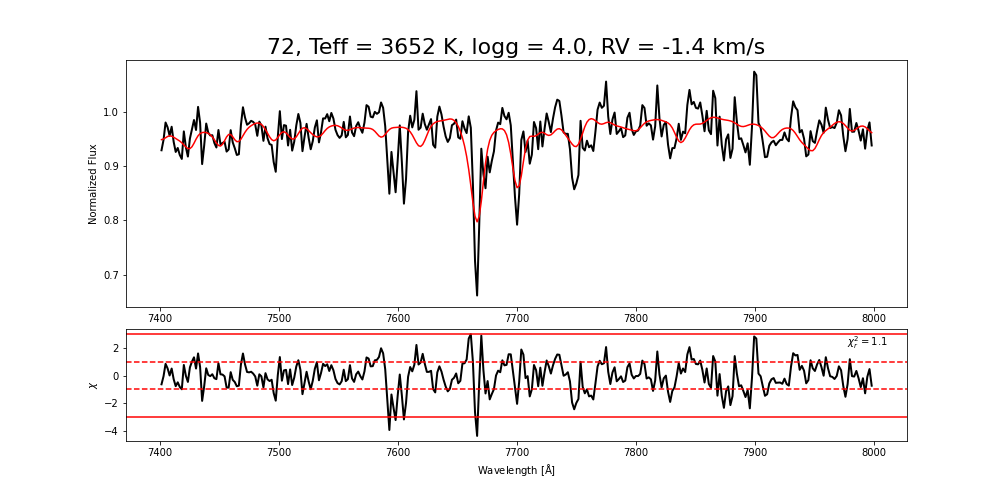 72, Teff = 3652 K, logg = 4.0, RV = -1.4 km/s
Normalized Flux
1.0
0.9
0.8
0.7
7400 7500 7600 7700 7800 7900 8000
χ
2
0
−2
−4
χ²ᵣ = 1.1
7400 7500 7600 7700 7800 7900 8000
Wavelength [Å]